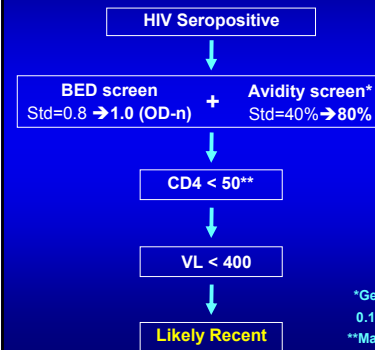 HIV Seropositive
BED screen + Avidity screen*
Std=0.8 ➔1.0 (OD-n) Std=40%➔80%
CD4 < 50**
VL < 400
*Ge
0.1
Likely Recent
**Ma